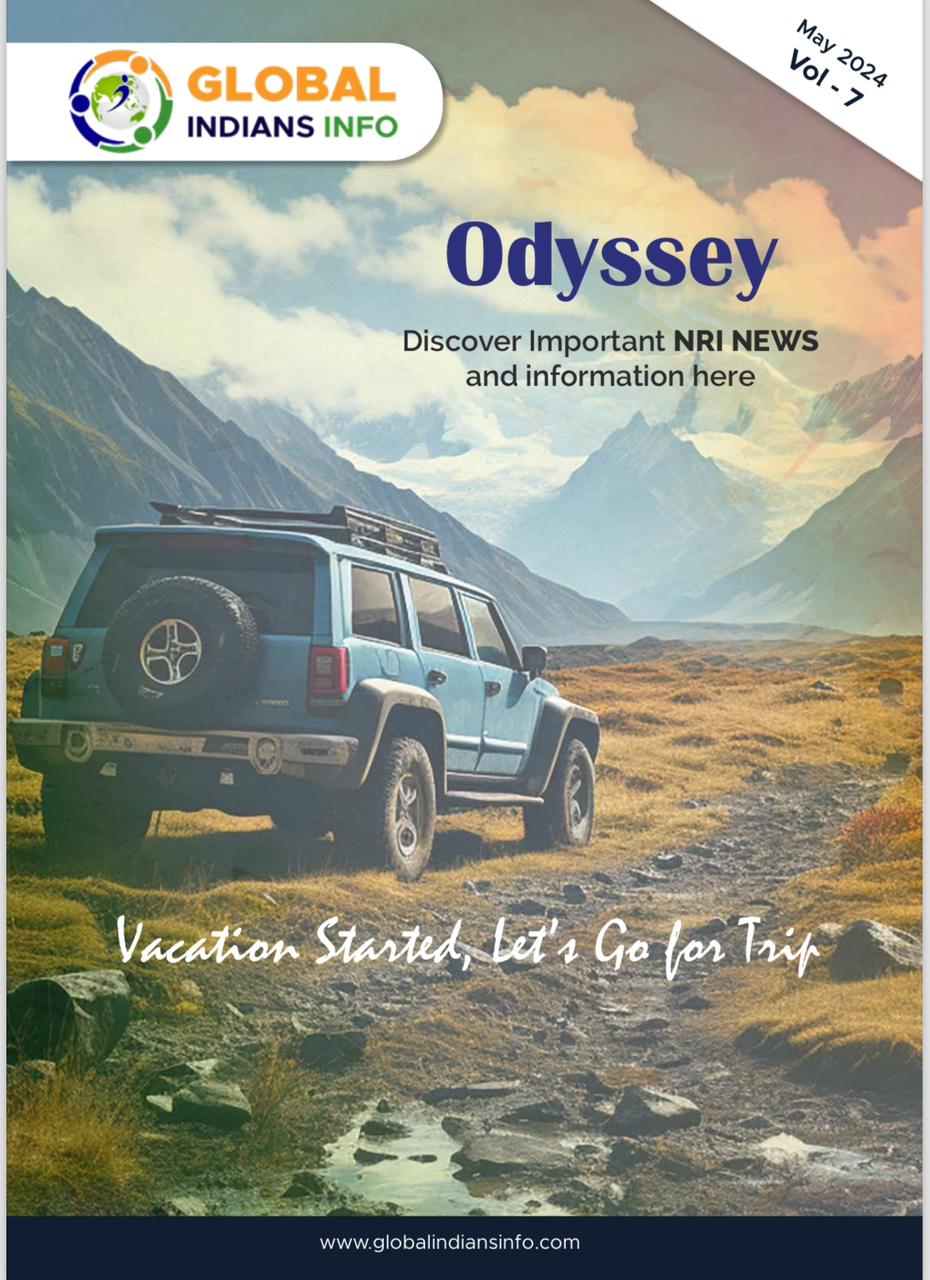 May 2024
Vol - 7
GLOBAL
INDIANS INFO
Odyssey
Discover Important NRI NEWS
and information here
Vacation Started, Let's Go for Trip
www.globalindiansinfo.com